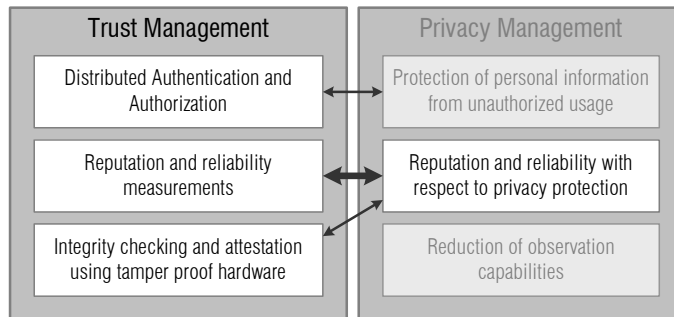 Trust Management
Distributed Authentication and
Authorization
Reputation and reliability
measurements
Integrity checking and attestation
using tamper proof hardware
Privacy Management
Protection of personal information
from unauthorized usage
Reputation and reliability with
respect to privacy protection
Reduction of observation
capabilities